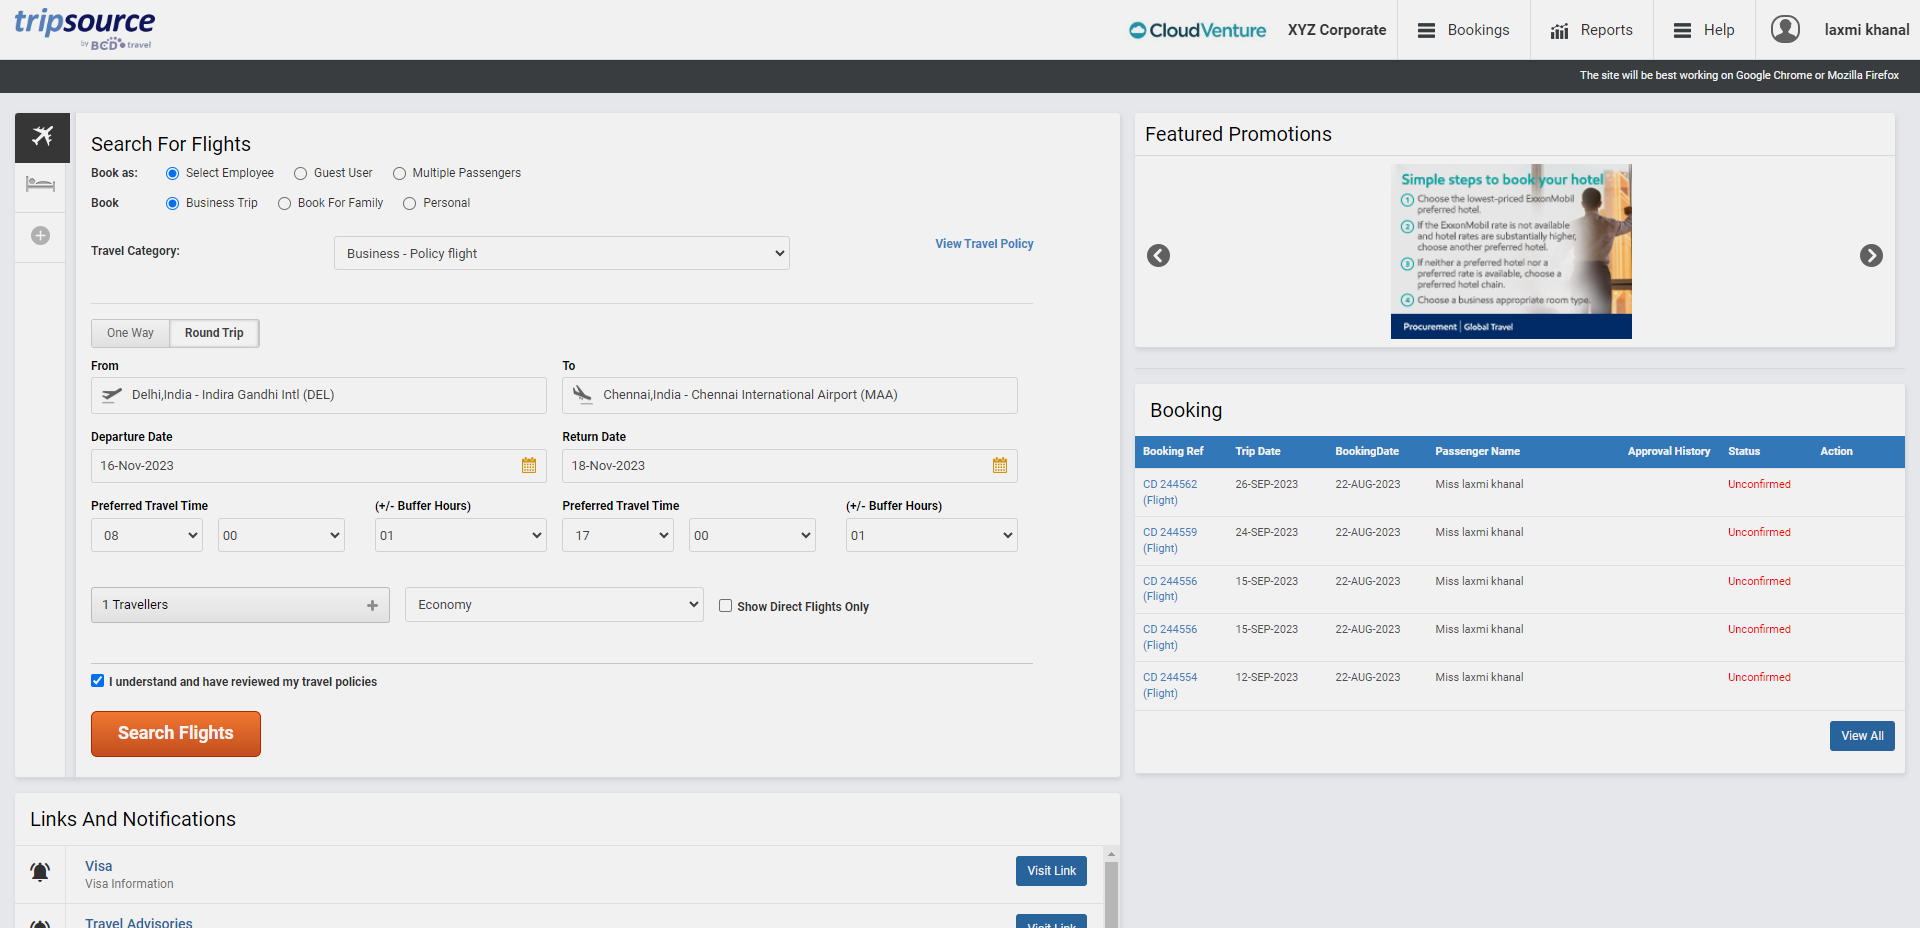 tripsource
by BCD travel
CloudVenture
XYZ Corporate
Bookings
Reports
Help
laxmi khanal
The site will be best working on Google Chrome or Mozilla Firefox
Search For Flights
Book as:
Select Employee
Guest User
Multiple Passengers
Book
Business Trip
Book For Family
Personal
Travel Category:
Business - Policy flight
View Travel Policy
One Way
Round Trip
From
To
Delhi,India - Indira Gandhi Intl (DEL)
Chennai,India - Chennai International Airport (MAA)
Departure Date
Return Date
16-Nov-2023
18-Nov-2023
Preferred Travel Time
(+/- Buffer Hours)
Preferred Travel Time
(+/- Buffer Hours)
08
00
01
17
00
01
1 Travellers
Economy
Show Direct Flights Only
I understand and have reviewed my travel policies
Search Flights
Featured Promotions
Simple steps to book your hotel
1 Choose the lowest-priced ExxonMobil
preferred hotel.
2 If the ExxonMobil rate is not available
and hotel rates are substantially higher,
choose another preferred hotel.
3 If neither a preferred hotel nor a
preferred rate is available, choose a
preferred hotel chain.
4 Choose a business appropriate room type.
Procurement | Global Travel
Booking
Booking Ref Trip Date BookingDate Passenger Name Approval History Status Action
CD 244562 26-SEP-2023 22-AUG-2023 Miss laxmi khanal Unconfirmed
(Flight)
CD 244559 24-SEP-2023 22-AUG-2023 Miss laxmi khanal Unconfirmed
(Flight)
CD 244556 15-SEP-2023 22-AUG-2023 Miss laxmi khanal Unconfirmed
(Flight)
CD 244556 15-SEP-2023 22-AUG-2023 Miss laxmi khanal Unconfirmed
(Flight)
CD 244554 12-SEP-2023 22-AUG-2023 Miss laxmi khanal Unconfirmed
(Flight)
View All
Links And Notifications
Visa
Visa Information
Visit Link
Travel Advisories
Visit Link